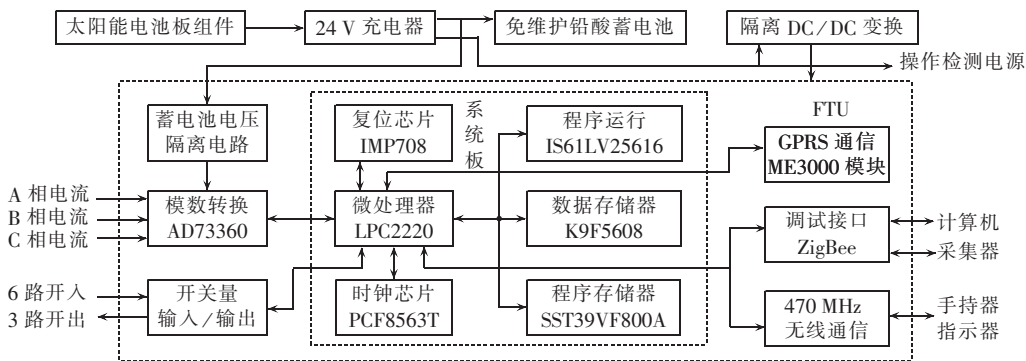 太阳能电池板组件
24 V 充电器
免维护铅酸蓄电池
隔离 DC/DC 变换
操作检测电源
蓄电池电压
隔离电路
复位芯片
IMP708
系统板
程序运行
IS61LV25616
FTU
GPRS 通信
ME3000 模块
A 相电流
B 相电流
C 相电流
模数转换
AD73360
微处理器
LPC2220
数据存储器
K9F5608
调试接口
ZigBee
计算机
采集器
6 路开入
3 路开出
开关量
输入/输出
时钟芯片
PCF8563T
程序存储器
SST39VF800A
470 MHz
无线通信
手持器
指示器